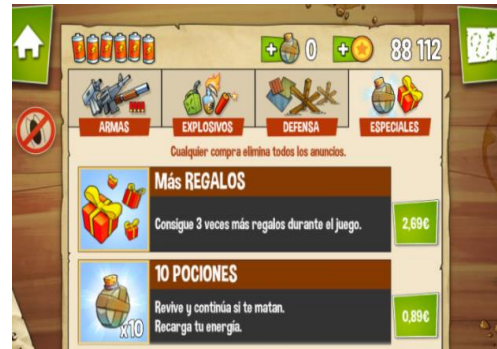 0
88 112
ARMAS
EXPLOSIVOS
DEFENSA
ESPECIALES
Cualquier compra elimina todos los anuncios.
Más REGALOS
Consigue 3 veces más regalos durante el juego.
2,69€
10 POCIONES
Revive y continúa si te matan.
Recarga tu energía.
x10
0,89€